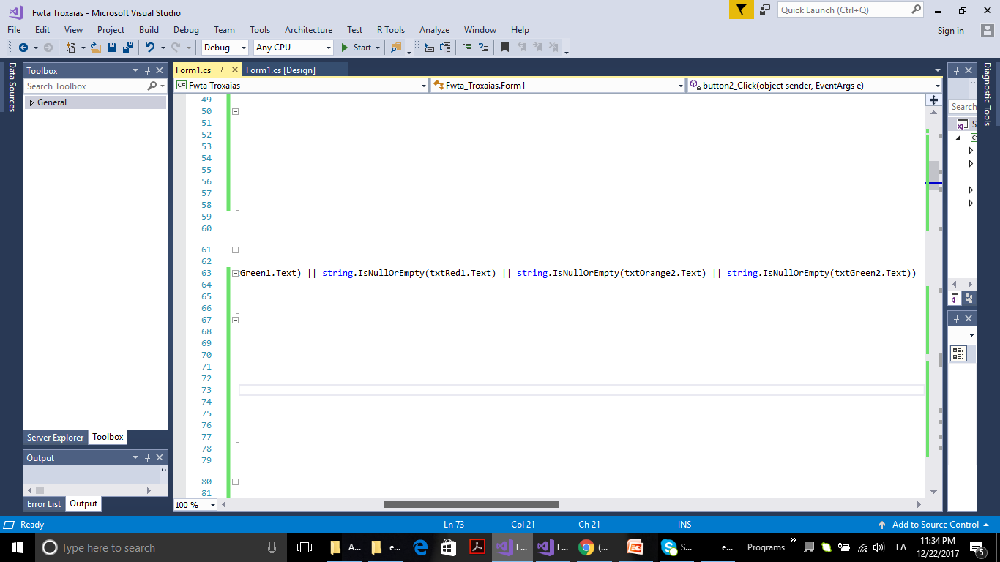 Fwta Troxaias - Microsoft Visual Studio
Quick Launch (Ctrl+Q)
File Edit View Project Build Debug Team Tools Architecture Test R Tools Analyze Window Help
Sign in
Debug Any CPU Start
Data Sources
Toolbox
Search Toolbox
General
Server Explorer Toolbox
Output
Error List Output
Form1.cs Form1.cs [Design]
C# Fwta Troxaias Fwta_Troxaias.Form1 button2_Click(object sender, EventArgs e)
49
50
51
52
53
54
55
56
57
58
59
60
61
62
63 Green1.Text) || string.IsNullOrEmpty(txtRed1.Text) || string.IsNullOrEmpty(txtOrange2.Text) || string.IsNullOrEmpty(txtGreen2.Text))
64
65
66
67
68
69
70
71
72
73
74
75
76
77
78
79
80
81
100 %
Search
S
Diagnostic Tools
Ready Ln 73 Col 21 Ch 21 INS Add to Source Control
Type here to search
A... e... F... F... (... S... e... Programs » ΕΛ
11:34 PM
12/22/2017
5